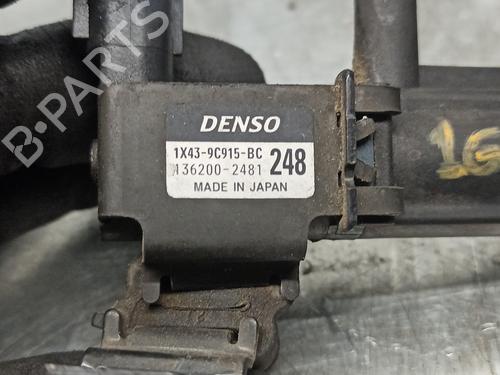 B-PARTS
DENSO
1X43-9C915-BC
136200-2481 248
MADE IN JAPAN